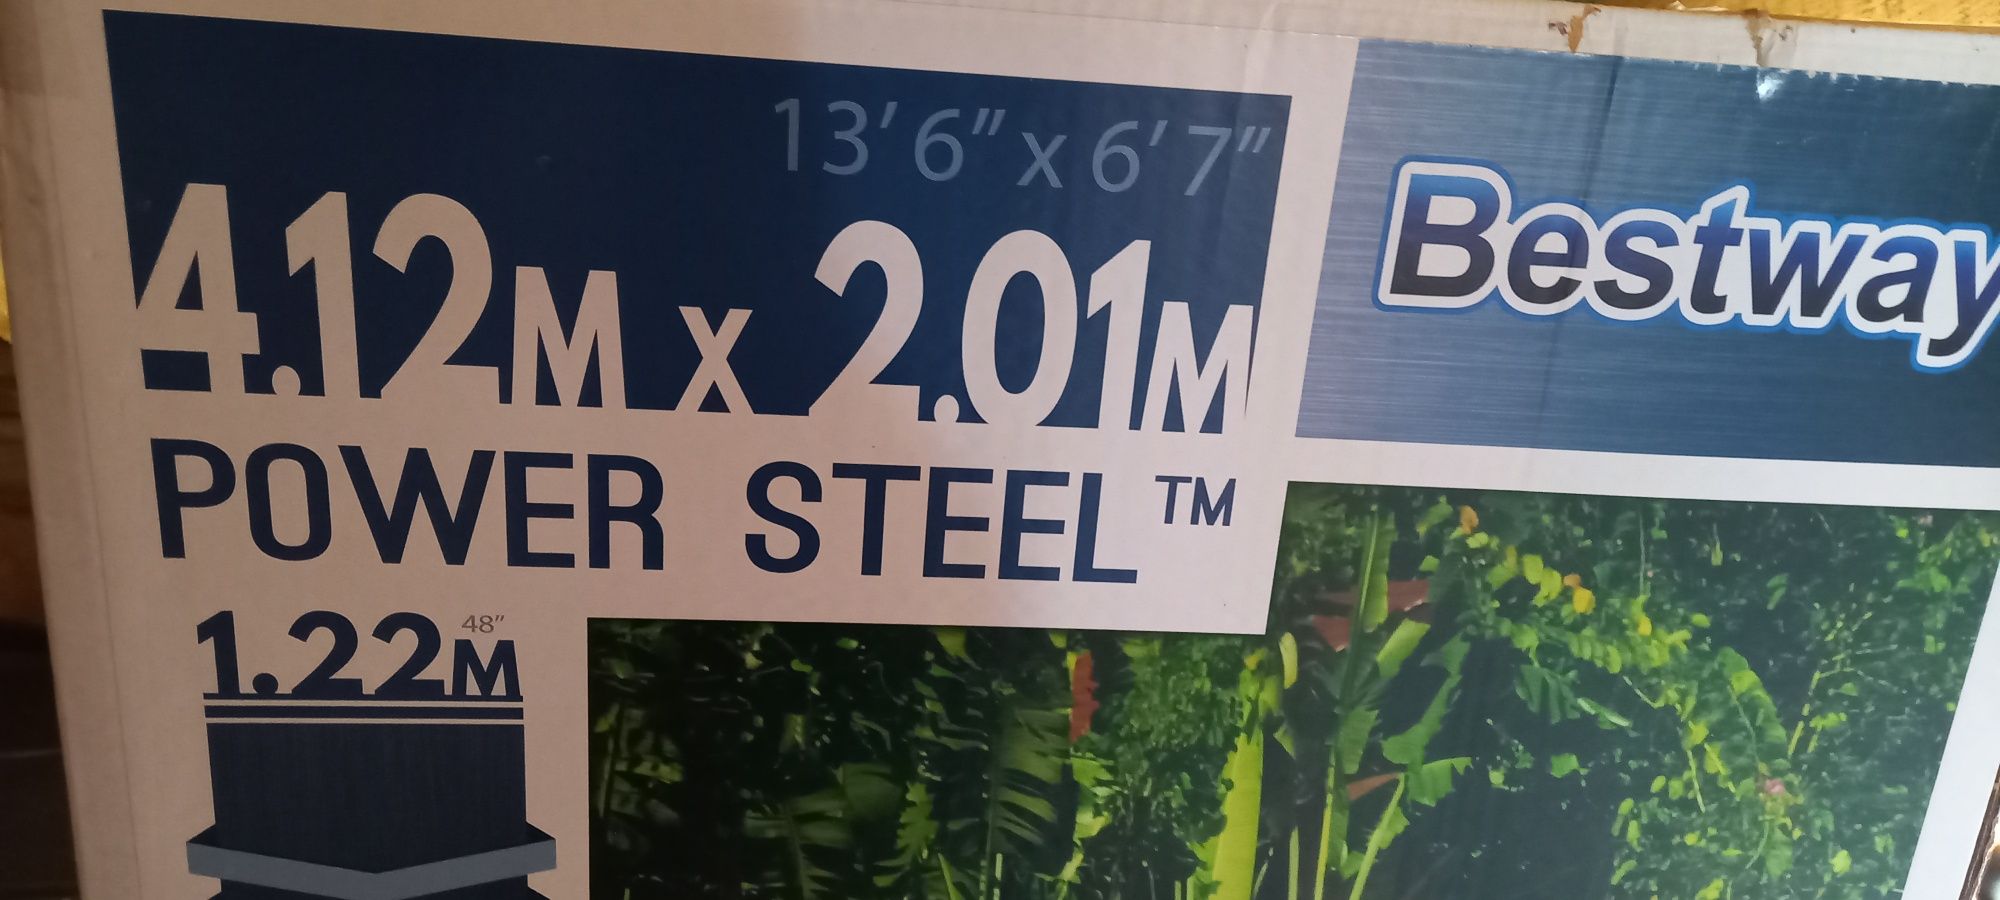 13' 6" x 6' 7"
4.12M x 2.01M
POWER STEEL™
Bestway
48"
1.22M